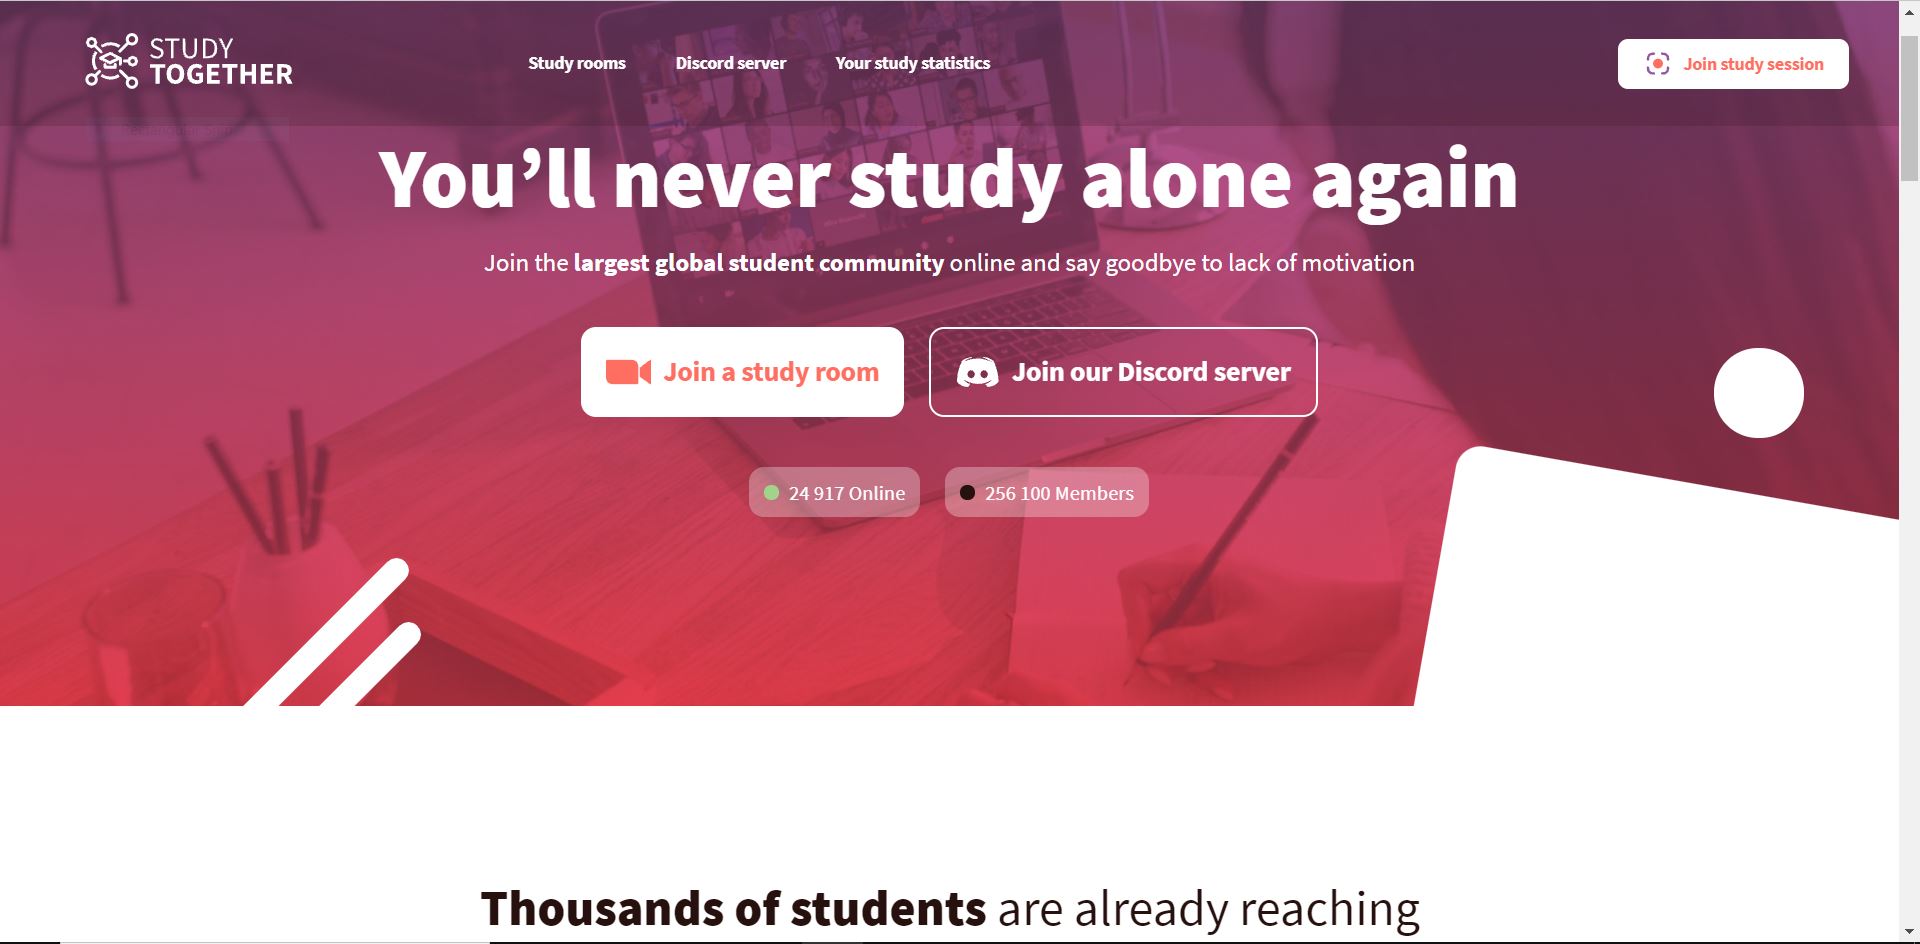 STUDY
TOGETHER
Study rooms
Discord server
Your study statistics
Join study session
Rectangular Snip
You’ll never study alone again
Join the largest global student community online and say goodbye to lack of motivation
Join a study room
Join our Discord server
24 917 Online
256 100 Members
Thousands of students are already reaching